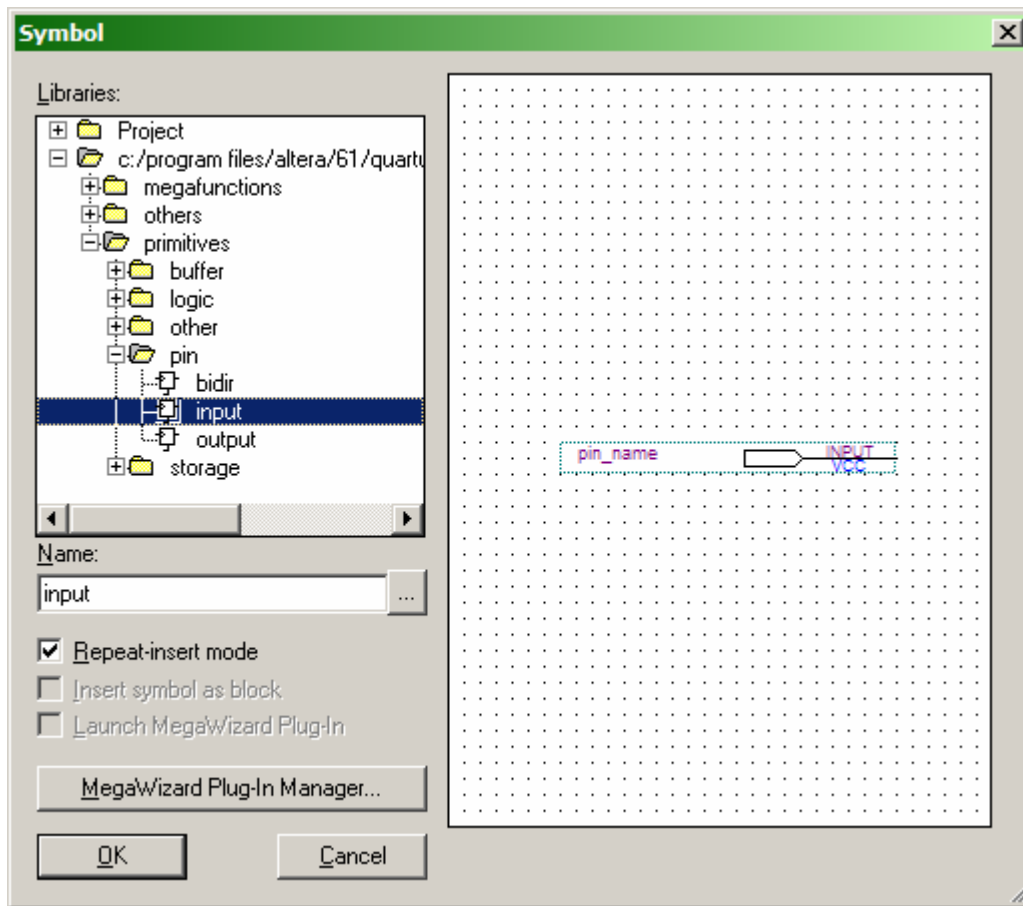 Symbol
Libraries:
Project
c:/program files/altera/61/quartu
megafunctions
others
primitives
buffer
logic
other
pin
bidir
input
output
storage
Name:
input
...
Repeat-insert mode
Insert symbol as block
Launch MegaWizard Plug-In
MegaWizard Plug-In Manager...
OK
Cancel
pin_name
INPUT
VCC